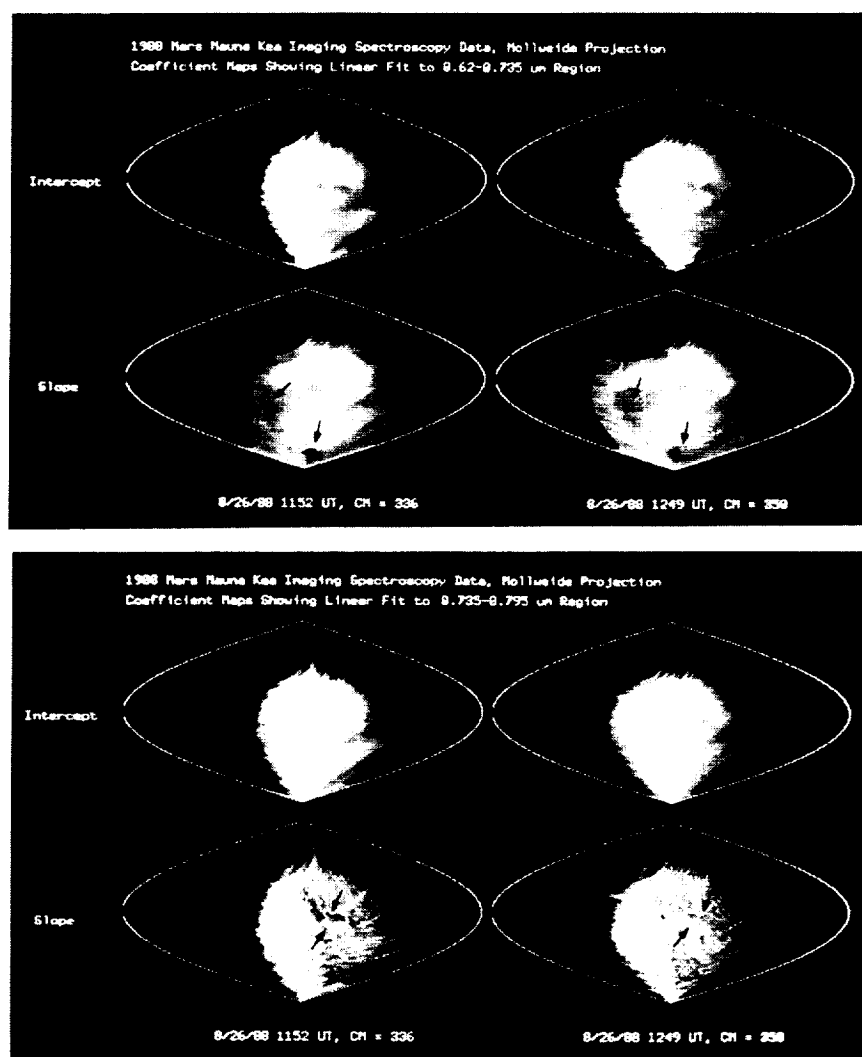 1988 Mars Mauna Kea Imaging Spectroscopy Data, Mollweide Projection
Coefficient Maps Showing Linear Fit to 0.62-0.735 um Region
Intercept
Slope
8/26/88 1152 UT, CM = 336
8/26/88 1249 UT, CM = 350
1988 Mars Mauna Kea Imaging Spectroscopy Data, Mollweide Projection
Coefficient Maps Showing Linear Fit to 0.735-0.795 um Region
Intercept
Slope
8/26/88 1152 UT, CM = 336
8/26/88 1249 UT, CM = 350